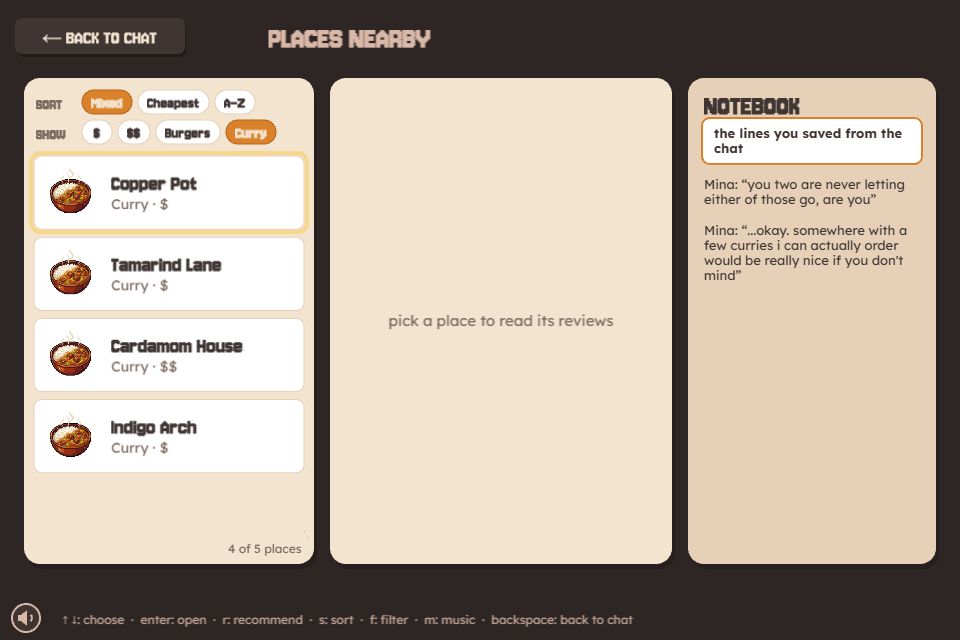 ← BACK TO CHAT
PLACES NEARBY
SORT Mixed Cheapest A-Z
SHOW $ $$ Burgers Curry
Copper Pot
Curry · $
Tamarind Lane
Curry · $
Cardamom House
Curry · $$
Indigo Arch
Curry · $
4 of 5 places
pick a place to read its reviews
NOTEBOOK
the lines you saved from the
chat
Mina: “you two are never letting
either of those go, are you”
Mina: “...okay. somewhere with a
few curries i can actually order
would be really nice if you don't
mind”
↑ ↓: choose · enter: open · r: recommend · s: sort · f: filter · m: music · backspace: back to chat